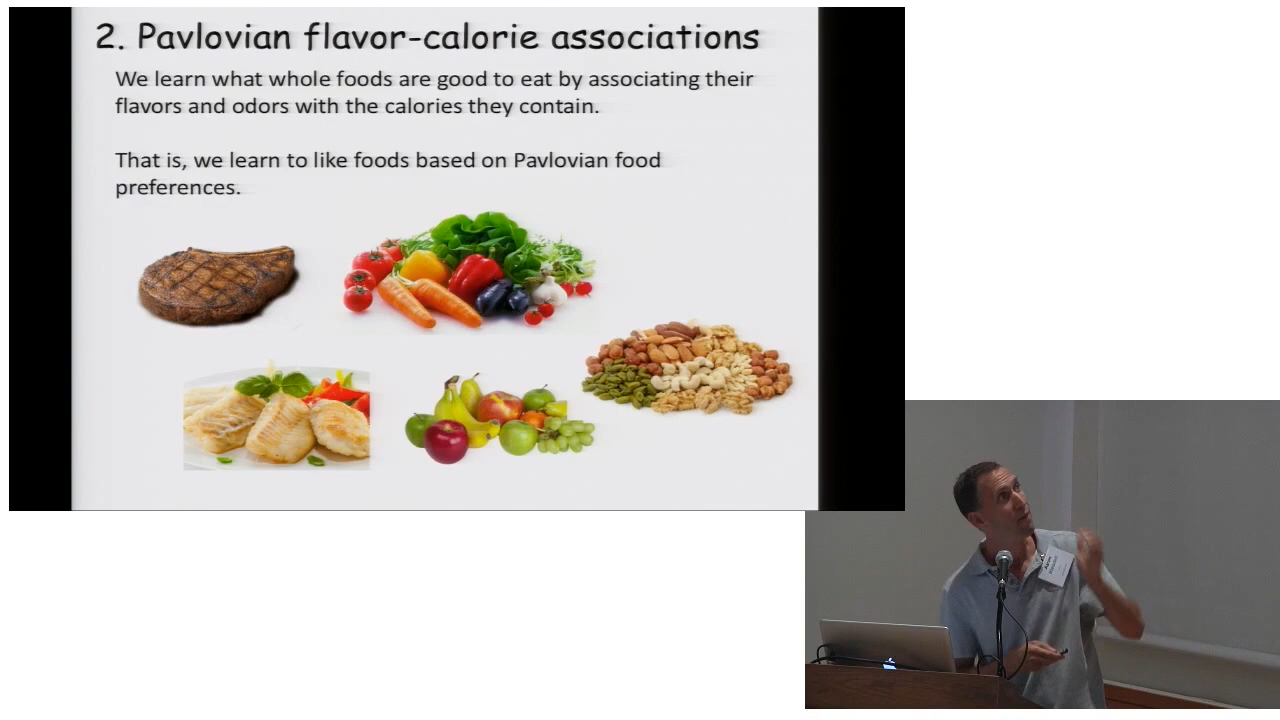 2. Pavlovian flavor-calorie associations
We learn what whole foods are good to eat by associating their
flavors and odors with the calories they contain.
That is, we learn to like foods based on Pavlovian food
preferences.